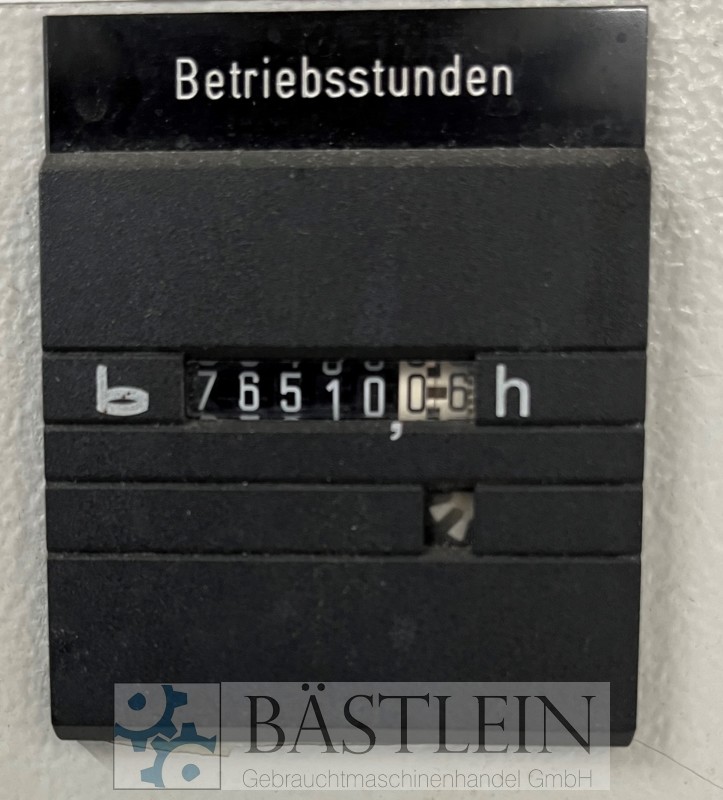 Betriebsstunden
b 76510,06 h
BÄSTLEIN
Gebrauchtmaschinenhandel GmbH